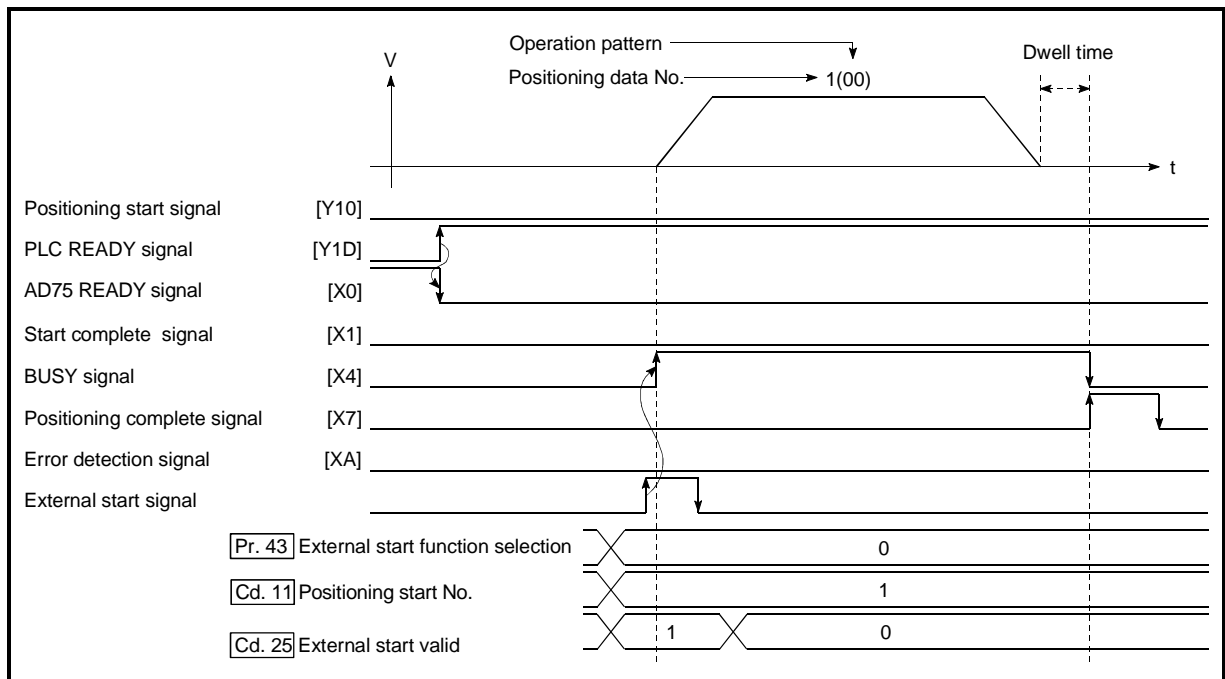 Operation pattern
Dwell time
V
Positioning data No.
1(00)
t
Positioning start signal [Y10]
PLC READY signal [Y1D]
AD75 READY signal [X0]
Start complete signal [X1]
BUSY signal [X4]
Positioning complete signal [X7]
Error detection signal [XA]
External start signal
Pr. 43 External start function selection 0
Cd. 11 Positioning start No. 1
Cd. 25 External start valid 1 0